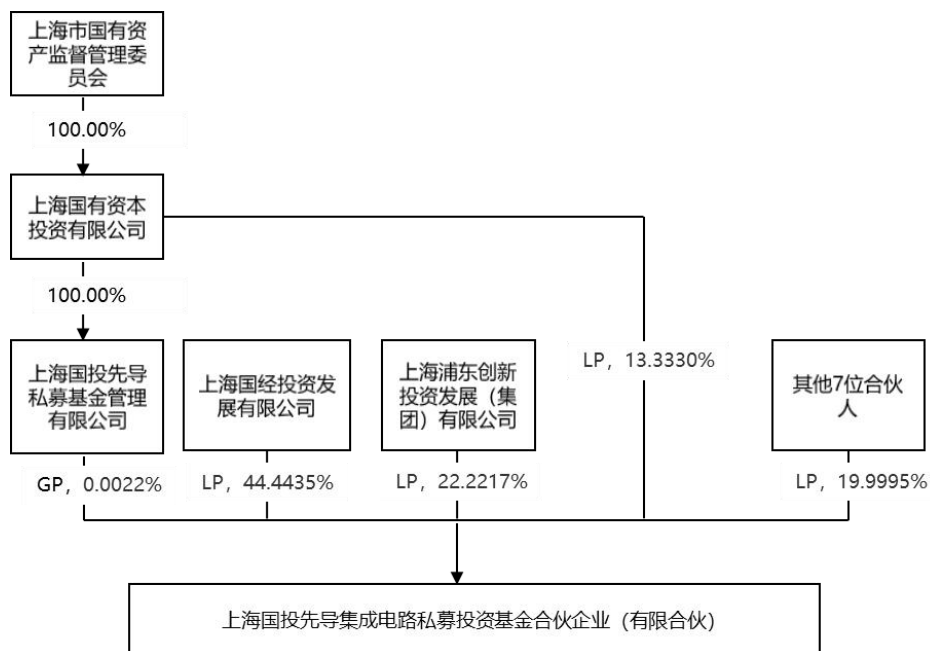 上海市国有资
产监督管理委
员会
100.00%
上海国有资本
投资有限公司
100.00%
上海国投先导
私募基金管理
有限公司
上海国经投资发
展有限公司
上海浦东创新
投资发展（集
团）有限公司
LP，13.3330%
其他7位合伙
人
GP，0.0022%
LP，44.4435%
LP，22.2217%
LP，19.9995%
上海国投先导集成电路私募投资基金合伙企业（有限合伙）